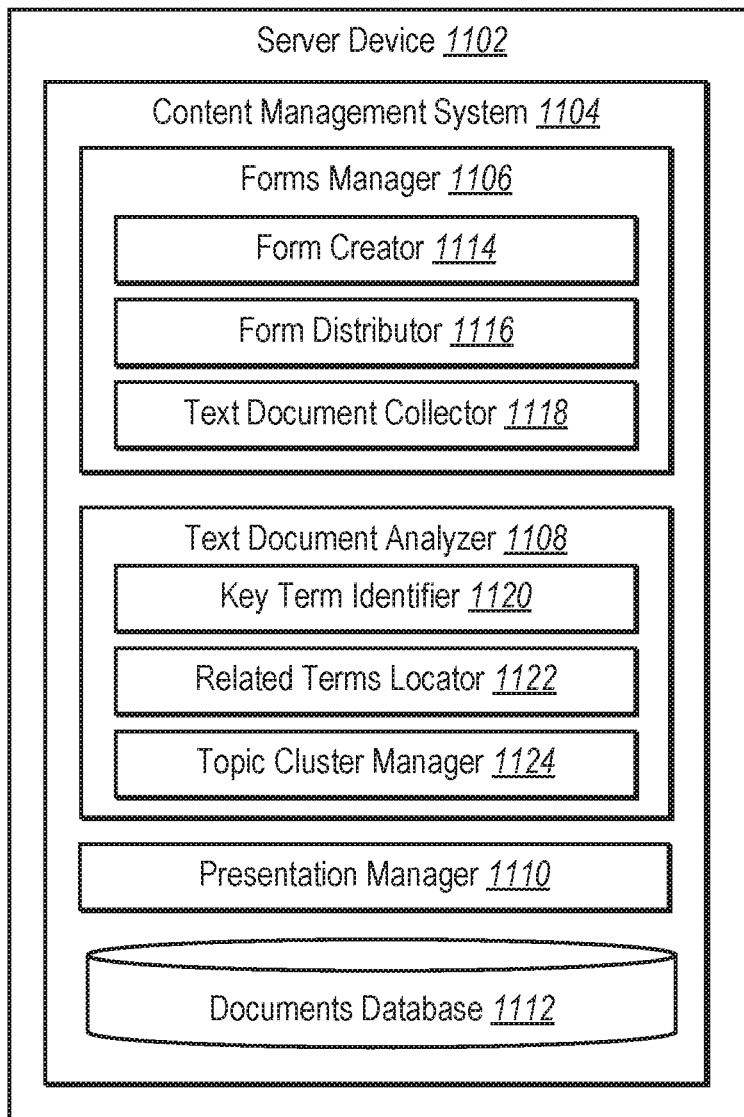 Server Device 1102
Content Management System 1104
Forms Manager 1106
Form Creator 1114
Form Distributor 1116
Text Document Collector 1118
Text Document Analyzer 1108
Key Term Identifier 1120
Related Terms Locator 1122
Topic Cluster Manager 1124
Presentation Manager 1110
Documents Database 1112